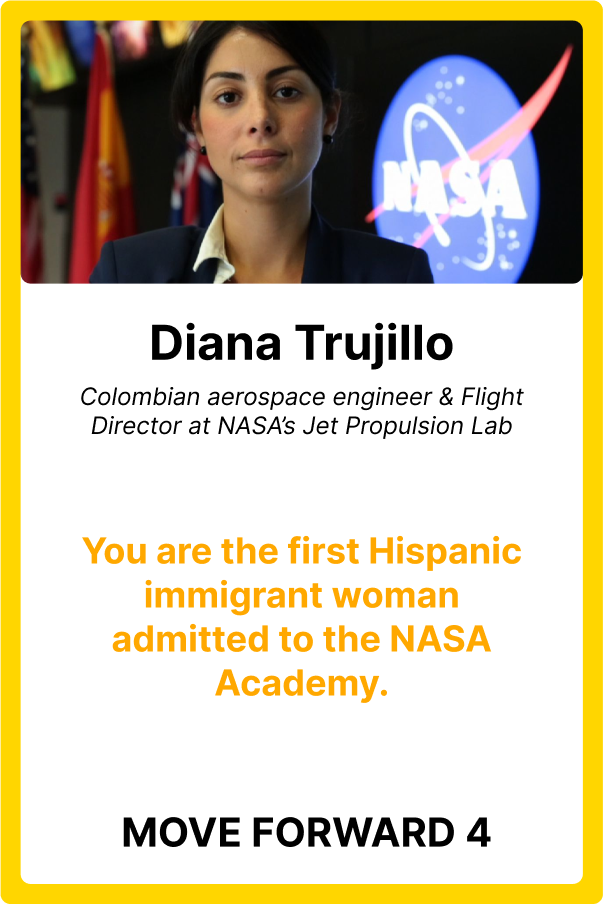 NASA
Diana Trujillo
Colombian aerospace engineer & Flight
Director at NASA’s Jet Propulsion Lab
You are the first Hispanic
immigrant woman
admitted to the NASA
Academy.
MOVE FORWARD 4